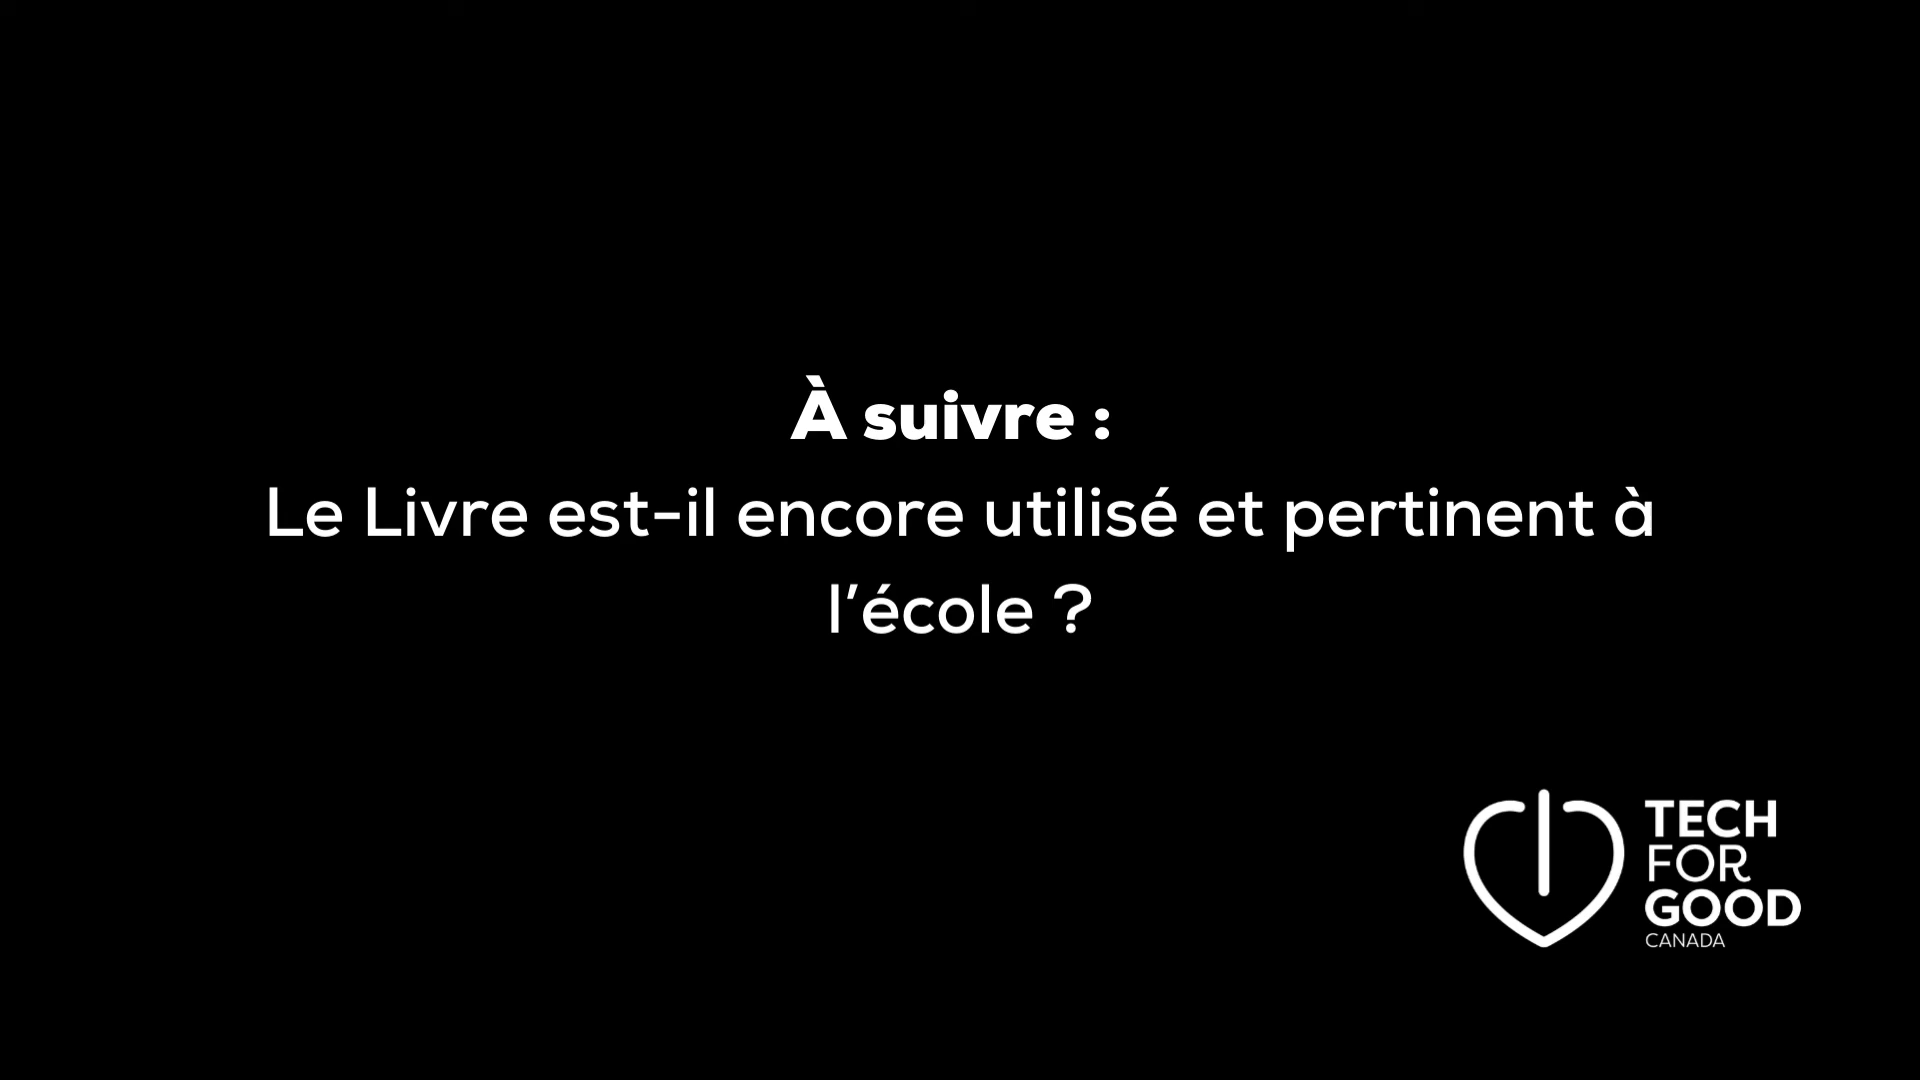 À suivre :
Le Livre est-il encore utilisé et pertinent à
l’école ?
TECH
FOR
GOOD
CANADA